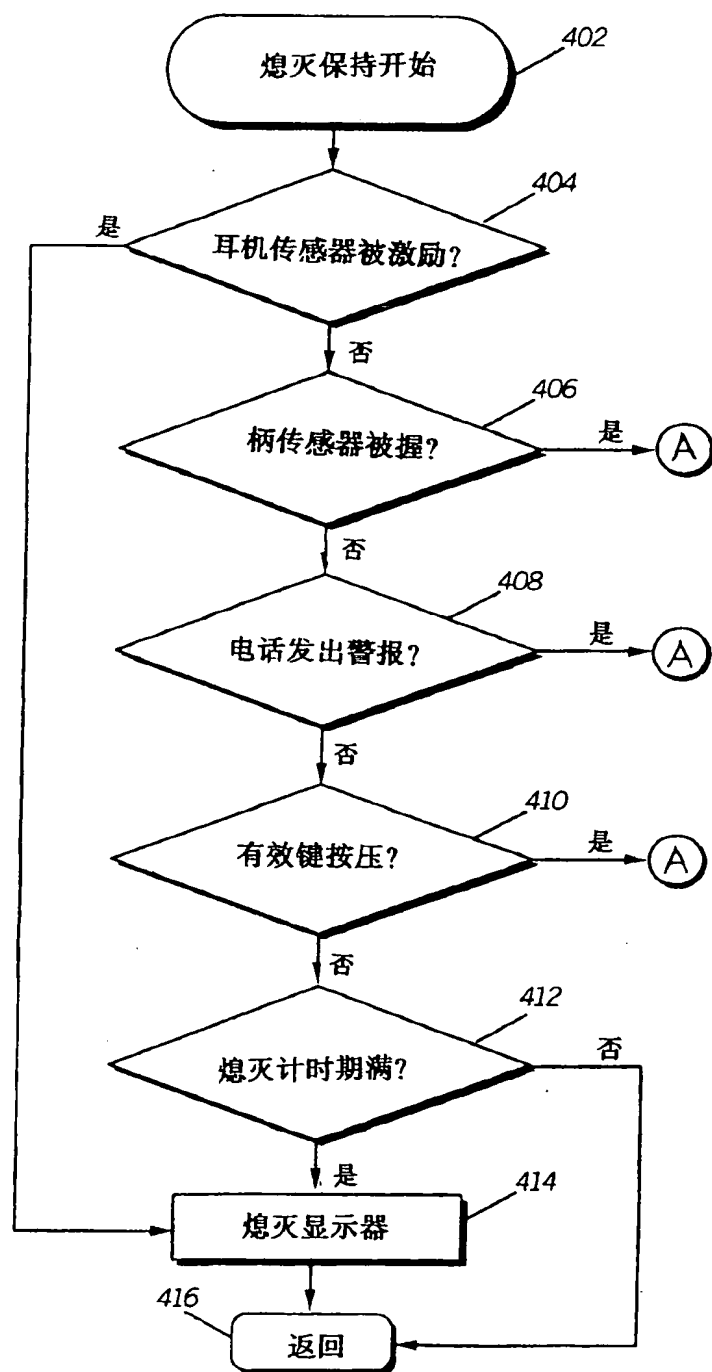 熄灭保持开始
402
404
是
耳机传感器被激励?
否
406
柄传感器被握?
是
A
否
408
电话发出警报?
是
A
否
410
有效键按压?
是
A
否
412
熄灭计时期满?
否
是
414
熄灭显示器
416
返回